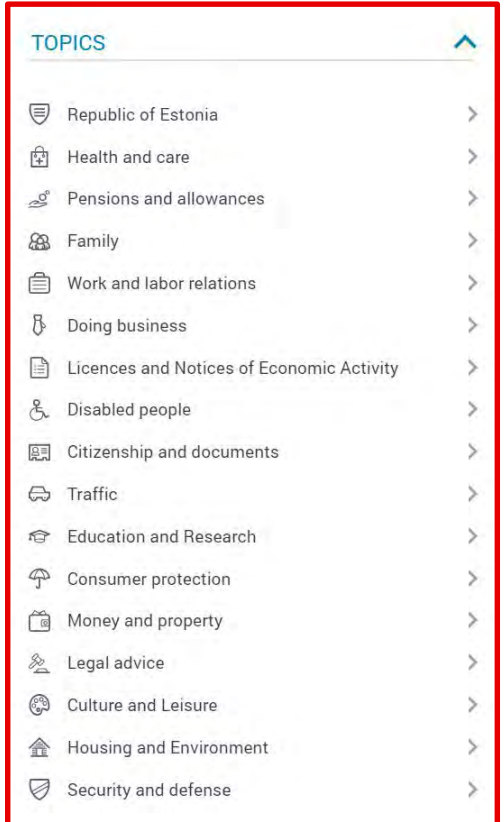 TOPICS
Republic of Estonia
Health and care
Pensions and allowances
Family
Work and labor relations
Doing business
Licences and Notices of Economic Activity
Disabled people
Citizenship and documents
Traffic
Education and Research
Consumer protection
Money and property
Legal advice
Culture and Leisure
Housing and Environment
Security and defense